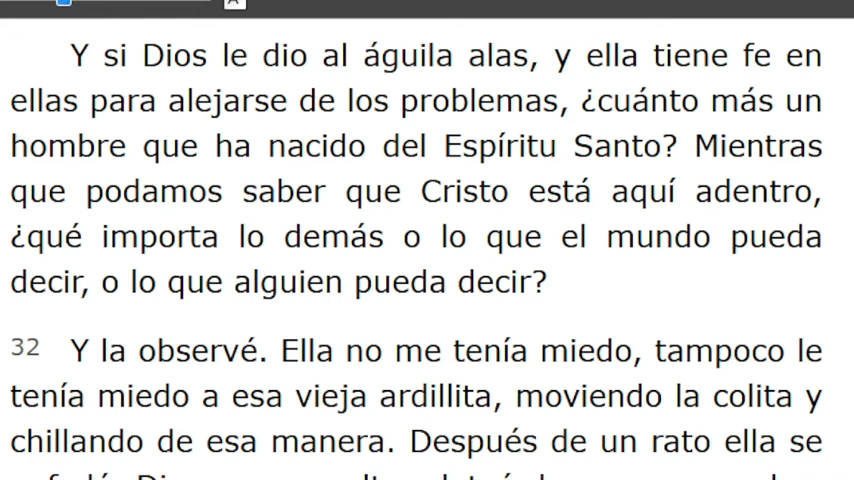 Y si Dios le dio al águila alas, y ella tiene fe en
ellas para alejarse de los problemas, ¿cuánto más un
hombre que ha nacido del Espíritu Santo? Mientras
que podamos saber que Cristo está aquí adentro,
¿qué importa lo demás o lo que el mundo pueda
decir, o lo que alguien pueda decir?
32 Y la observé. Ella no me tenía miedo, tampoco le
tenía miedo a esa vieja ardillita, moviendo la colita y
chillando de esa manera. Después de un rato ella se